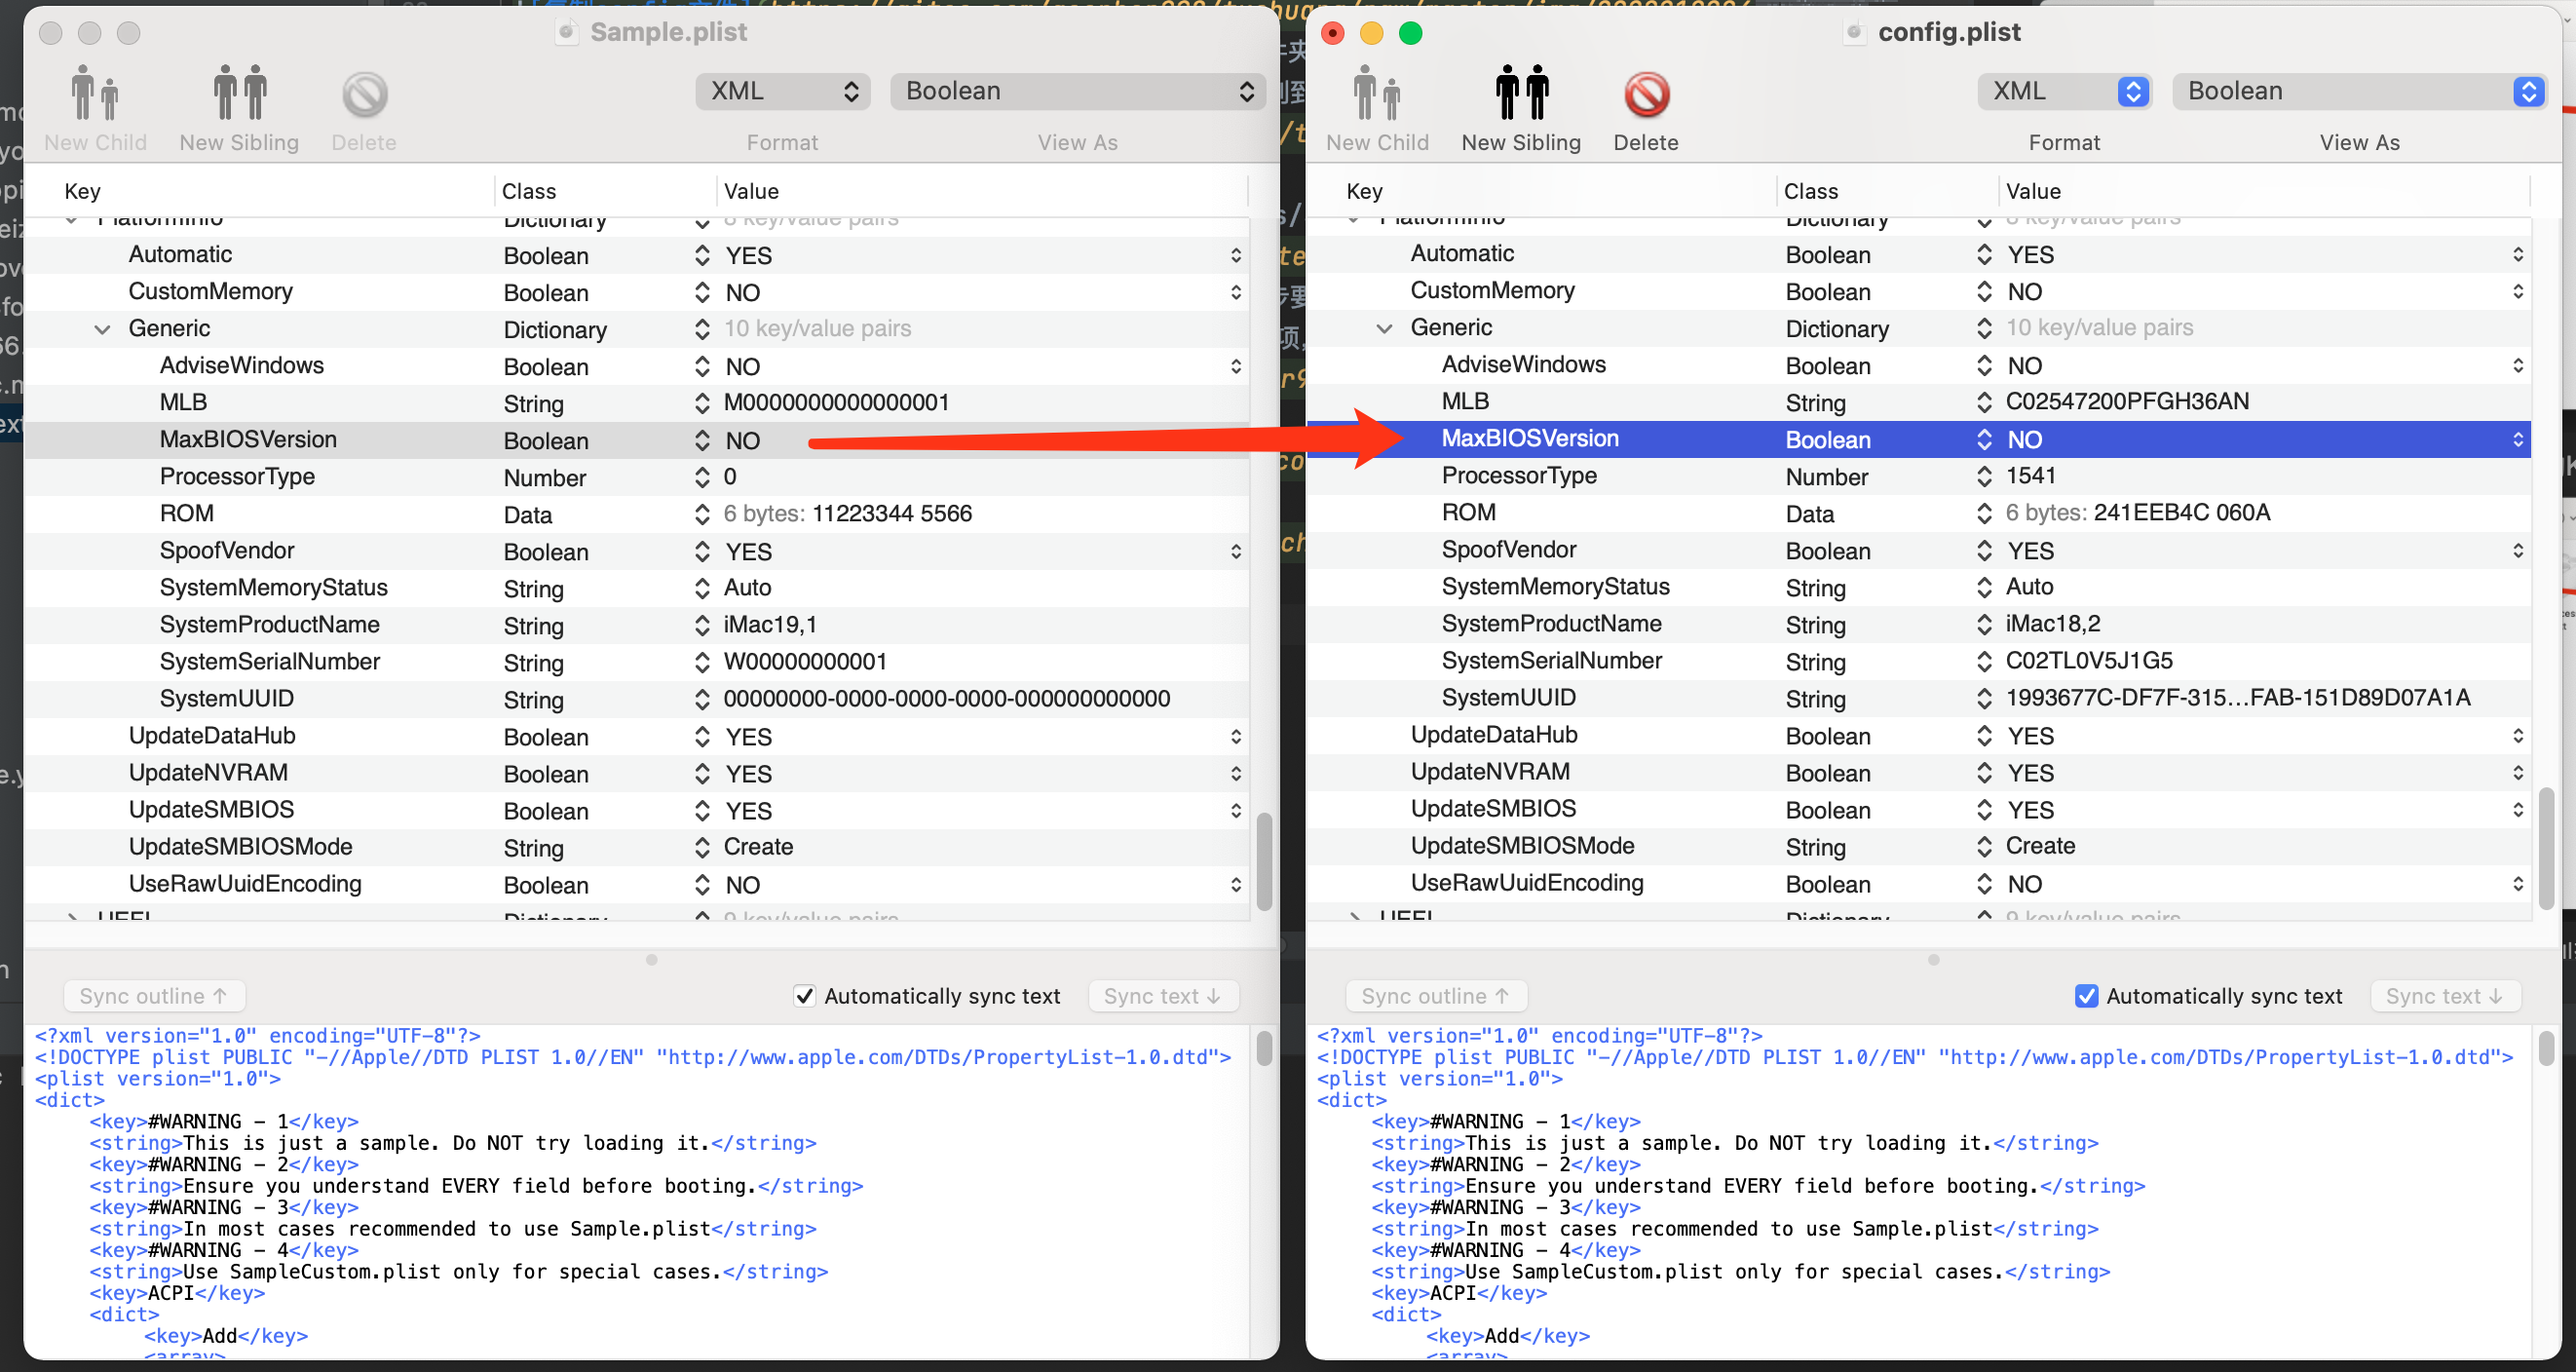 Sample.plist
New Child
New Sibling
Delete
XML
Boolean
Format
View As
Key Class Value
PlatformInfo Dictionary 8 key/value pairs
Automatic Boolean YES
CustomMemory Boolean NO
Generic Dictionary 10 key/value pairs
AdviseWindows Boolean NO
MLB String M0000000000000001
MaxBIOSVersion Boolean NO
ProcessorType Number 0
ROM Data 6 bytes: 11223344 5566
SpoofVendor Boolean YES
SystemMemoryStatus String Auto
SystemProductName String iMac19,1
SystemSerialNumber String W00000000001
SystemUUID String 00000000-0000-0000-0000-000000000000
UpdateDataHub Boolean YES
UpdateNVRAM Boolean YES
UpdateSMBIOS Boolean YES
UpdateSMBIOSMode String Create
UseRawUuidEncoding Boolean NO
UEFI Dictionary 9 key/value pairs
Sync outline ↑
Automatically sync text
Sync text ↓
<?xml version="1.0" encoding="UTF-8"?>
<!DOCTYPE plist PUBLIC "-//Apple//DTD PLIST 1.0//EN" "http://www.apple.com/DTDs/PropertyList-1.0.dtd">
<plist version="1.0">
<dict>
<key>#WARNING - 1</key>
<string>This is just a sample. Do NOT try loading it.</string>
<key>#WARNING - 2</key>
<string>Ensure you understand EVERY field before booting.</string>
<key>#WARNING - 3</key>
<string>In most cases recommended to use Sample.plist</string>
<key>#WARNING - 4</key>
<string>Use SampleCustom.plist only for special cases.</string>
<key>ACPI</key>
<dict>
<key>Add</key>
<array>
config.plist
New Child
New Sibling
Delete
XML
Boolean
Format
View As
Key Class Value
PlatformInfo Dictionary 8 key/value pairs
Automatic Boolean YES
CustomMemory Boolean NO
Generic Dictionary 10 key/value pairs
AdviseWindows Boolean NO
MLB String C02547200PFGH36AN
MaxBIOSVersion Boolean NO
ProcessorType Number 1541
ROM Data 6 bytes: 241EEB4C 060A
SpoofVendor Boolean YES
SystemMemoryStatus String Auto
SystemProductName String iMac18,2
SystemSerialNumber String C02TL0V5J1G5
SystemUUID String 1993677C-DF7F-315…FAB-151D89D07A1A
UpdateDataHub Boolean YES
UpdateNVRAM Boolean YES
UpdateSMBIOS Boolean YES
UpdateSMBIOSMode String Create
UseRawUuidEncoding Boolean NO
UEFI Dictionary 9 key/value pairs
Sync outline ↑
Automatically sync text
Sync text ↓
<?xml version="1.0" encoding="UTF-8"?>
<!DOCTYPE plist PUBLIC "-//Apple//DTD PLIST 1.0//EN" "http://www.apple.com/DTDs/PropertyList-1.0.dtd">
<plist version="1.0">
<dict>
<key>#WARNING - 1</key>
<string>This is just a sample. Do NOT try loading it.</string>
<key>#WARNING - 2</key>
<string>Ensure you understand EVERY field before booting.</string>
<key>#WARNING - 3</key>
<string>In most cases recommended to use Sample.plist</string>
<key>#WARNING - 4</key>
<string>Use SampleCustom.plist only for special cases.</string>
<key>ACPI</key>
<dict>
<key>Add</key>
<array>